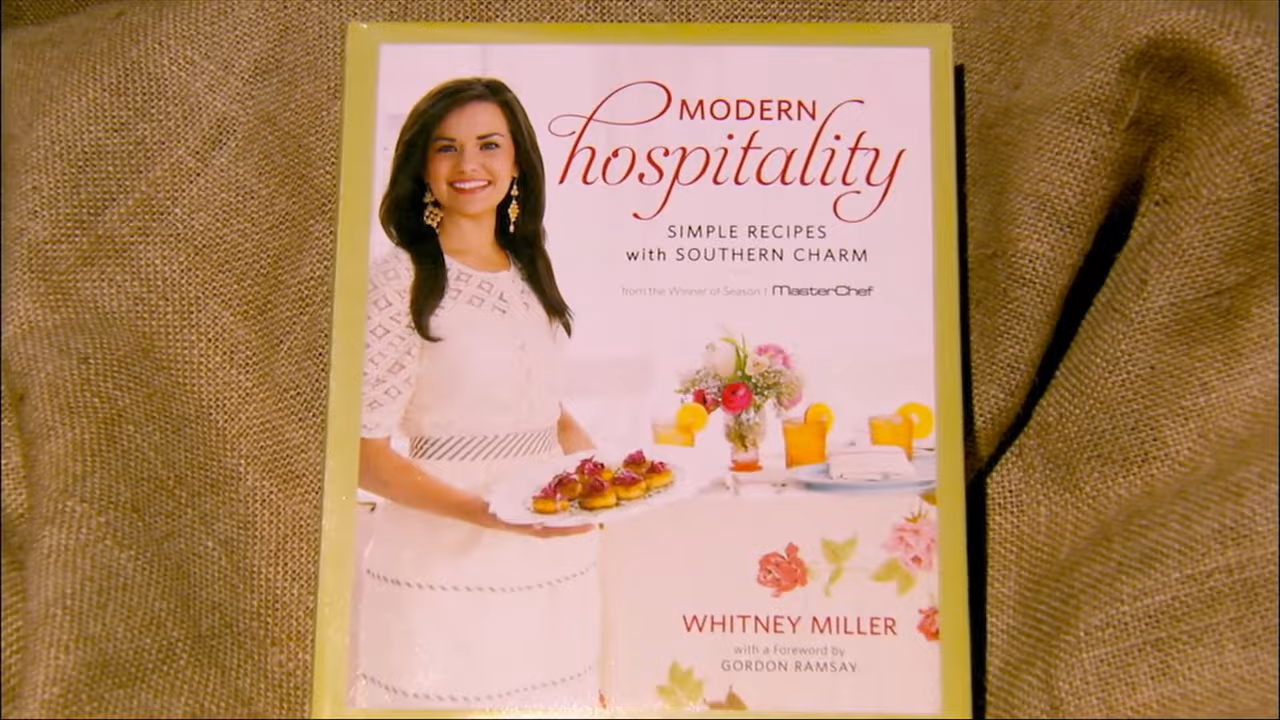 MODERN
hospitality
SIMPLE RECIPES
with SOUTHERN CHARM
from the Winner of Season 1 MasterChef
WHITNEY MILLER
with a Foreword by
GORDON RAMSAY